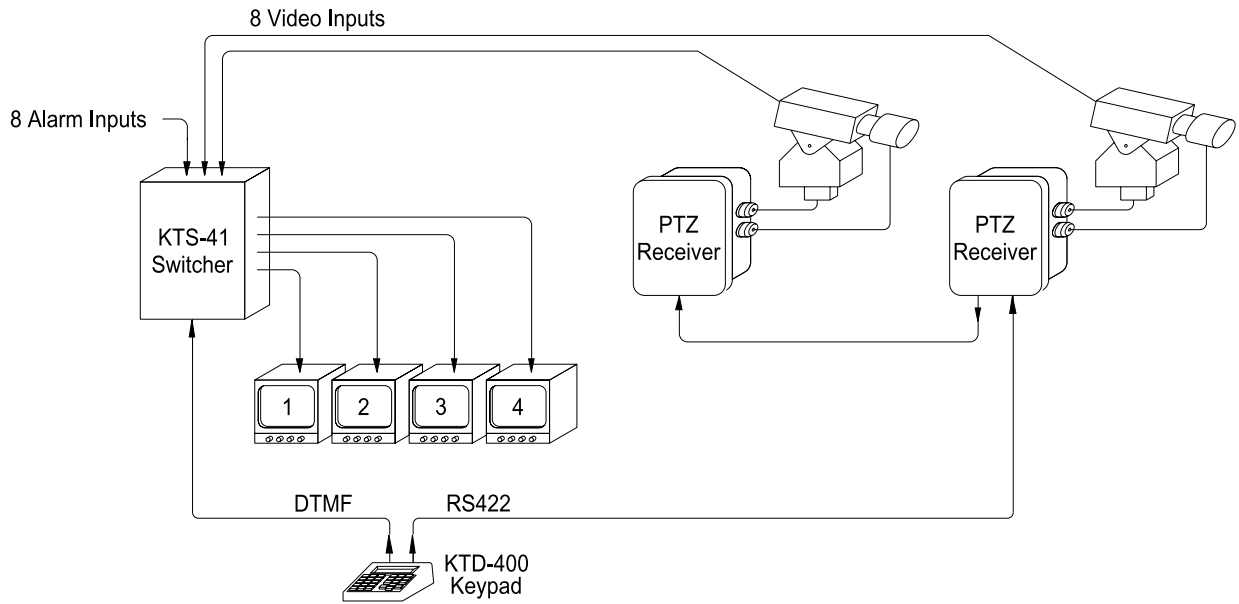 8 Video Inputs
8 Alarm Inputs
KTS-41
Switcher
PTZ
Receiver
PTZ
Receiver
1
2
3
4
DTMF
RS422
KTD-400
Keypad